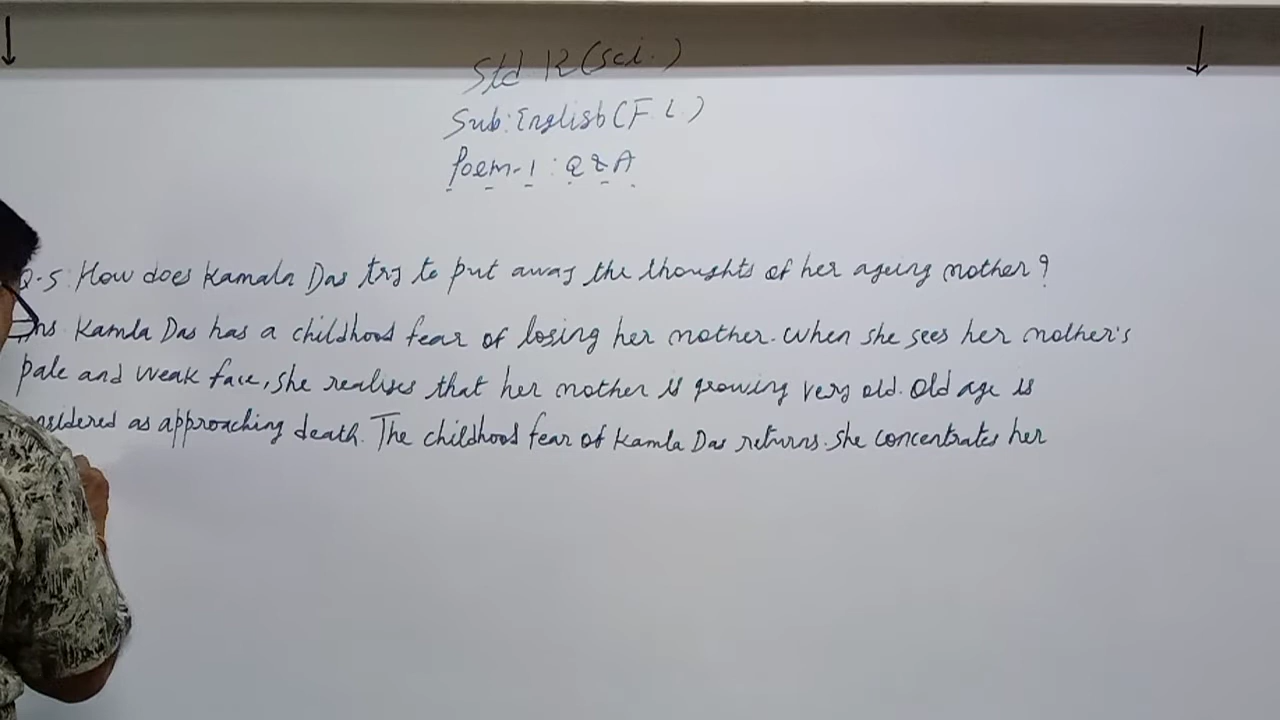 Std 12 (Sci.)
Sub: English (F.L.)
Poem-1: Q & A
Q.5: How does Kamala Das try to put away the thoughts of her ageing mother?
Ans Kamla Das has a childhood fear of losing her mother. When she sees her mother's
pale and weak face, she realises that her mother is growing very old. Old age is
considered as approaching death. The childhood fear of Kamla Das returns. She concentrates her